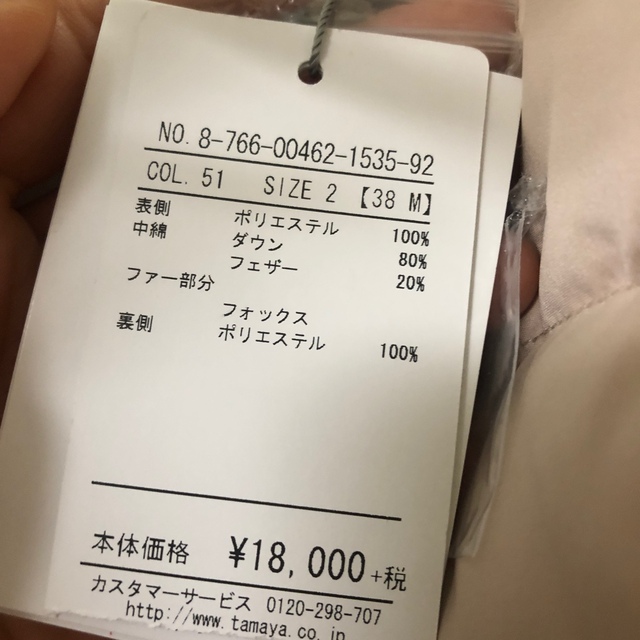 NO. 8-766-00462-1535-92
COL. 51 SIZE 2 【38 M】
表側 ポリエステル 100%
中綿 ダウン 80%
フェザー 20%
ファー部分
フォックス
裏側 ポリエステル 100%
本体価格 ¥18,000+税
カスタマーサービス 0120-298-707
http://www.tamaya.co.jp